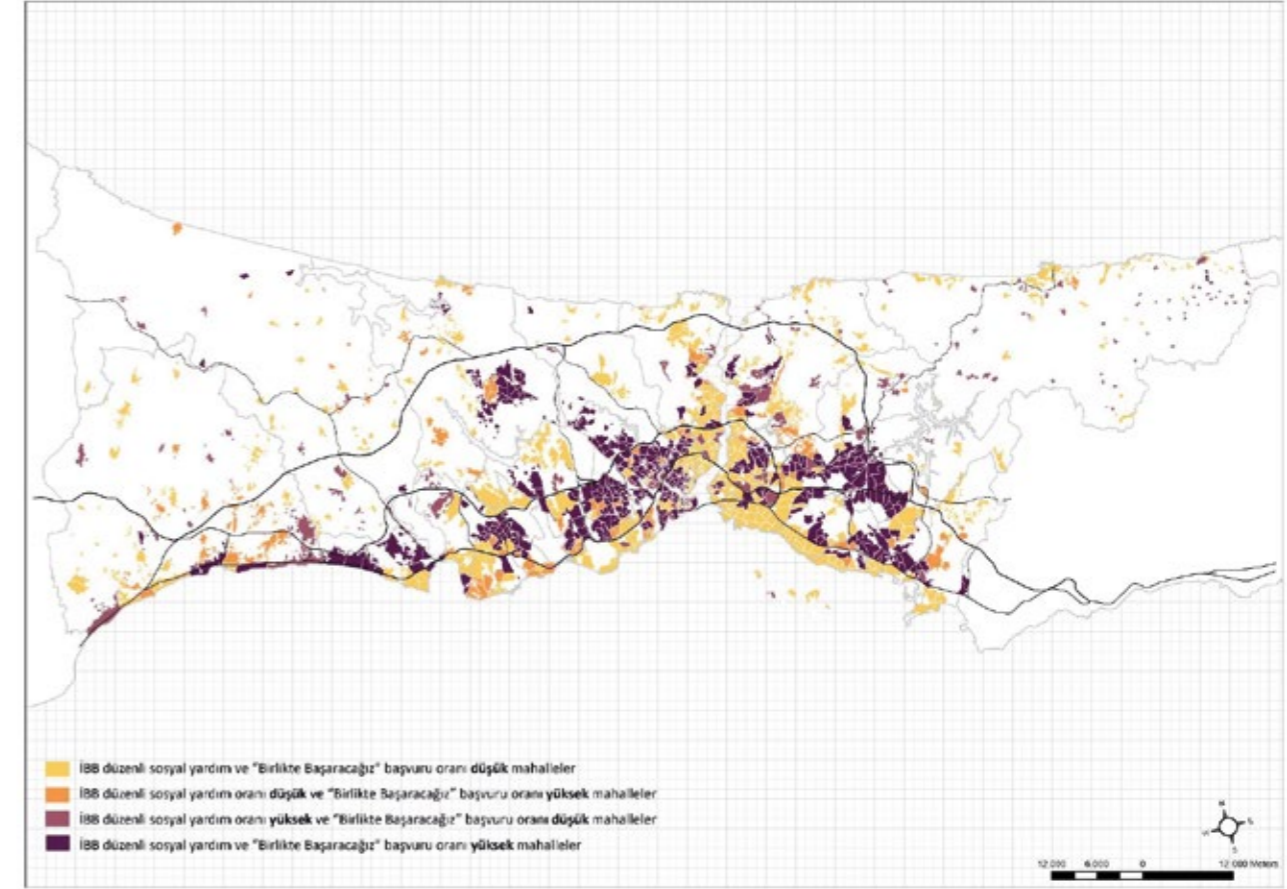 İBB düzenli sosyal yardım ve "Birlikte Başaracağız" başvuru oranı düşük mahalleler
İBB düzenli sosyal yardım oranı düşük ve "Birlikte Başaracağız" başvuru oranı yüksek mahalleler
İBB düzenli sosyal yardım oranı yüksek ve "Birlikte Başaracağız" başvuru oranı düşük mahalleler
İBB düzenli sosyal yardım ve "Birlikte Başaracağız" başvuru oranı yüksek mahalleler
12.000 6.000 0 12.000 Meters